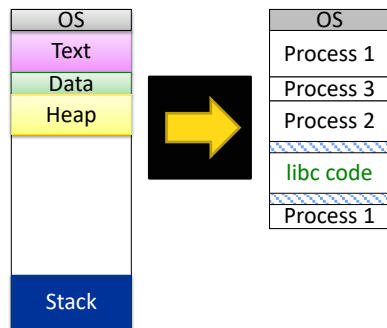 OS
Text
Data
Heap
Stack
OS
Process 1
Process 3
Process 2
libc code
Process 1